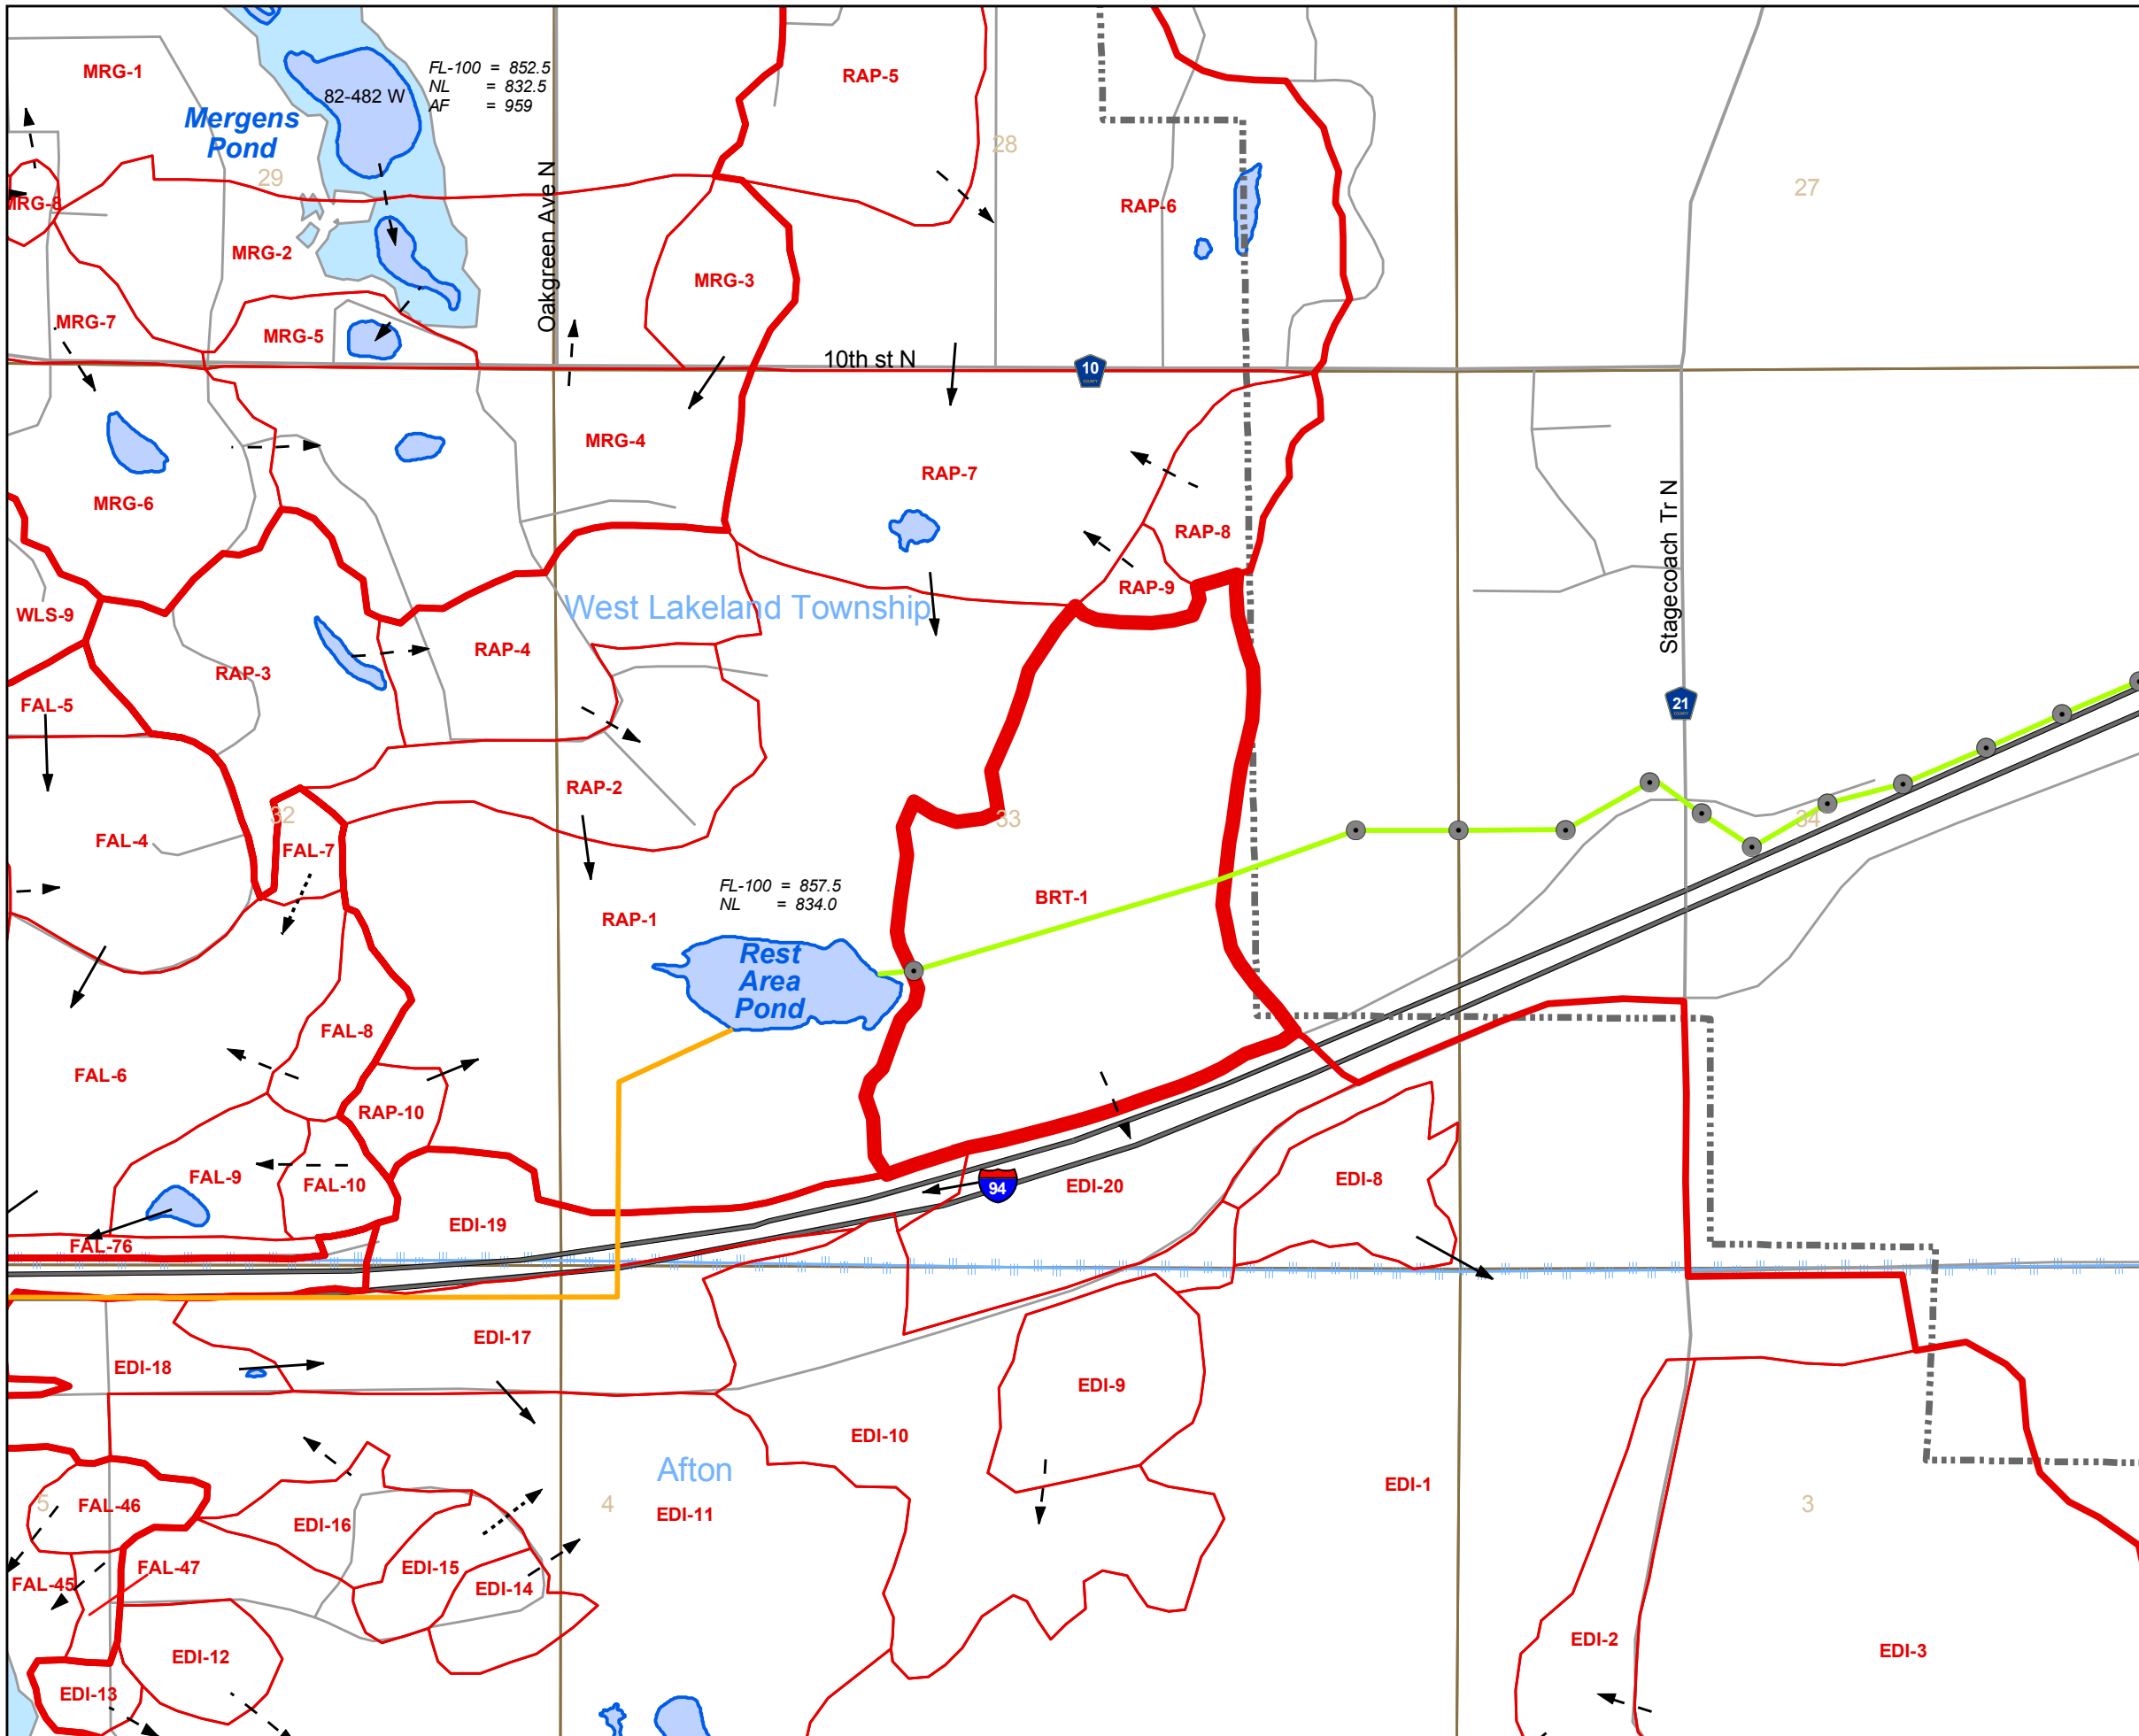 MRG-1
FL-100 = 852.5
NL = 832.5
AF = 959
82-482 W
RAP-5
Mergens
Pond
28
29
27
MRG-8
RAP-6
MRG-2
Oakgreen Ave N
MRG-3
MRG-7
MRG-5
10th st N
10
COUNTY
MRG-4
RAP-7
MRG-6
RAP-8
Stagecoach Tr N
RAP-9
West Lakeland Township
WLS-9
RAP-4
RAP-3
FAL-5
21
COUNTY
RAP-2
32
33
34
FAL-4
FAL-7
FL-100 = 857.5
NL = 834.0
BRT-1
RAP-1
Rest
Area
Pond
FAL-8
FAL-6
RAP-10
FAL-9
FAL-10
94
EDI-20
EDI-8
EDI-19
FAL-76
EDI-17
EDI-18
EDI-9
EDI-10
Afton
EDI-1
5
FAL-46
4
3
EDI-11
EDI-16
FAL-47
EDI-15
FAL-45
EDI-14
EDI-2
EDI-12
EDI-3
EDI-13